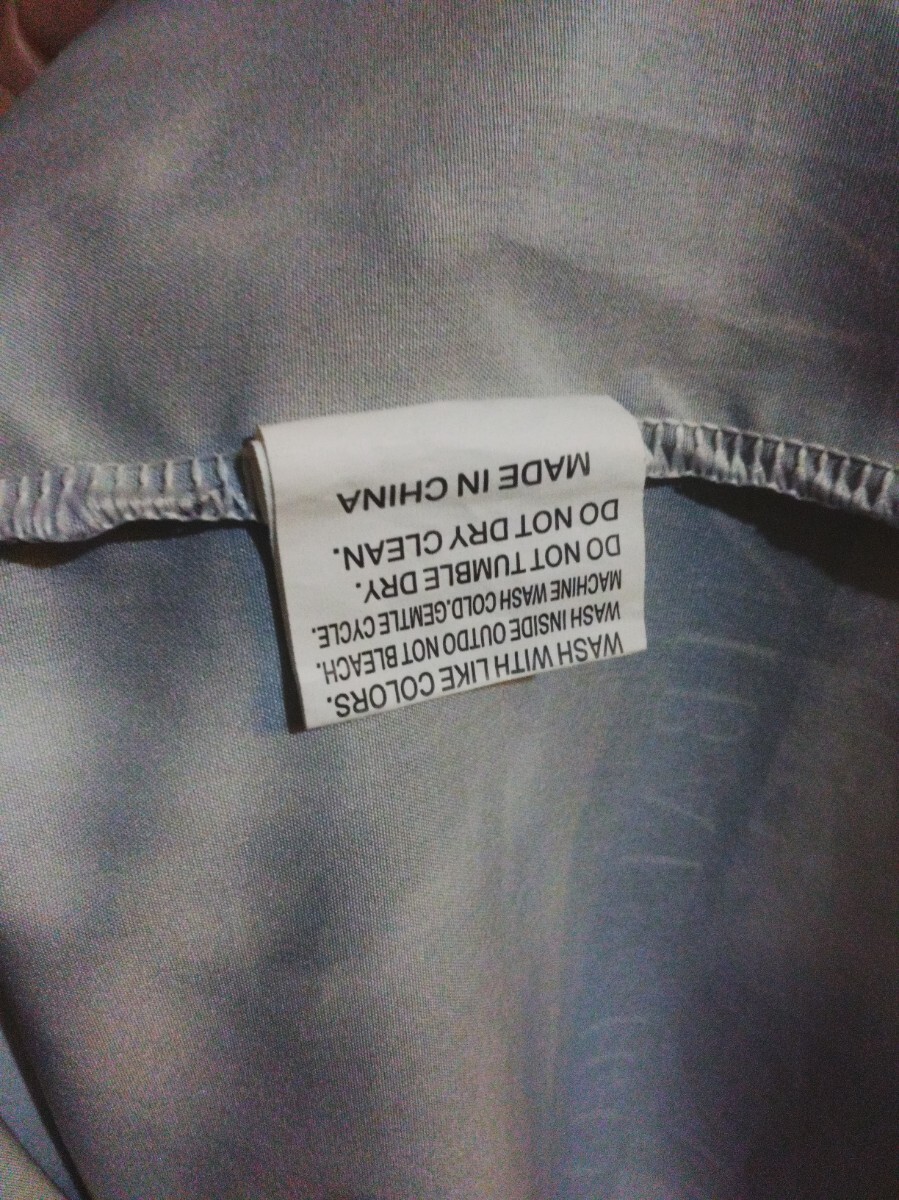 WASH WITH LIKE COLORS.
WASH INSIDE OUTDO NOT BLEACH.
MACHINE WASH COLD.GEMTLE CYCLE.
DO NOT TUMBLE DRY.
DO NOT DRY CLEAN.
MADE IN CHINA